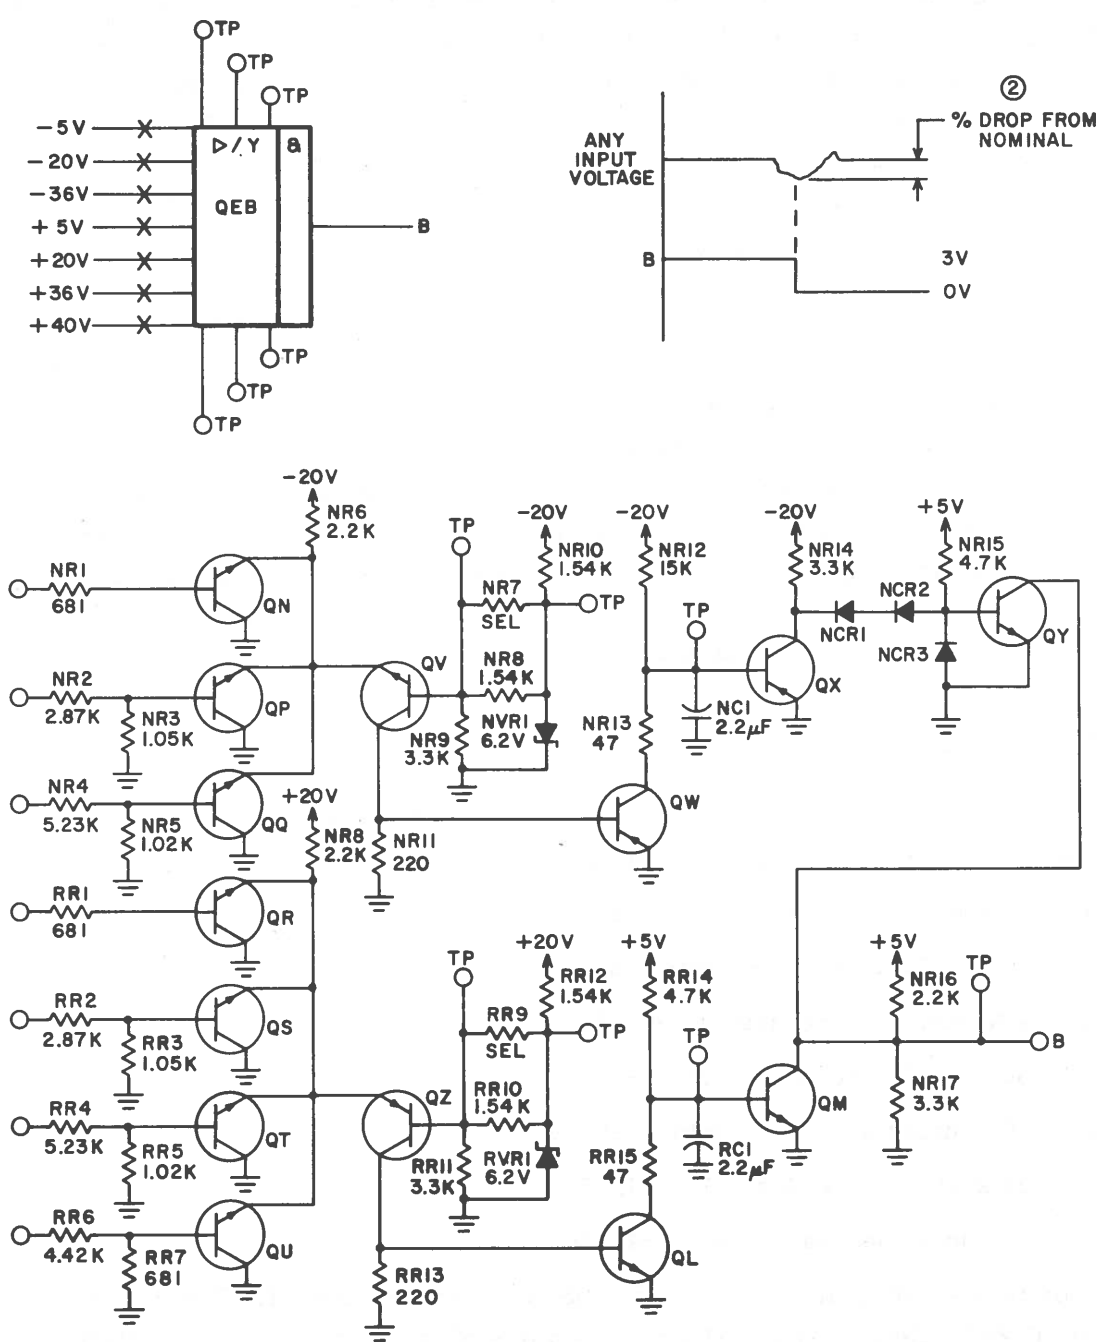 TP
TP
TP
-5V
-20V
-36V
+5V
+20V
+36V
+40V
▷/Y
&
QEB
B
TP
TP
TP
②
% DROP FROM
NOMINAL
ANY
INPUT
VOLTAGE
B
3V
0V
-20V
NR6
2.2K
NR1
681
QN
NR2
2.87K
NR3
1.05K
QP
NR4
5.23K
NR5
1.02K
QQ
+20V
NR8
2.2K
RR1
681
QR
RR2
2.87K
RR3
1.05K
QS
RR4
5.23K
RR5
1.02K
QT
RR6
4.42K
RR7
681
QU
TP
-20V
NR10
1.54K
NR7
SEL
TP
QV
NR8
1.54K
NVR1
6.2V
NR9
3.3K
NR11
220
-20V
NR12
15K
TP
NC1
2.2μF
NR13
47
QW
-20V
NR14
3.3K
QX
NCR1
NCR2
NCR3
+5V
NR15
4.7K
QY
TP
+20V
RR12
1.54K
RR9
SEL
TP
QZ
RR10
1.54K
RVR1
6.2V
RR11
3.3K
RR13
220
+5V
RR14
4.7K
TP
RC1
2.2μF
RR15
47
QL
QM
+5V
NR16
2.2K
TP
B
NR17
3.3K